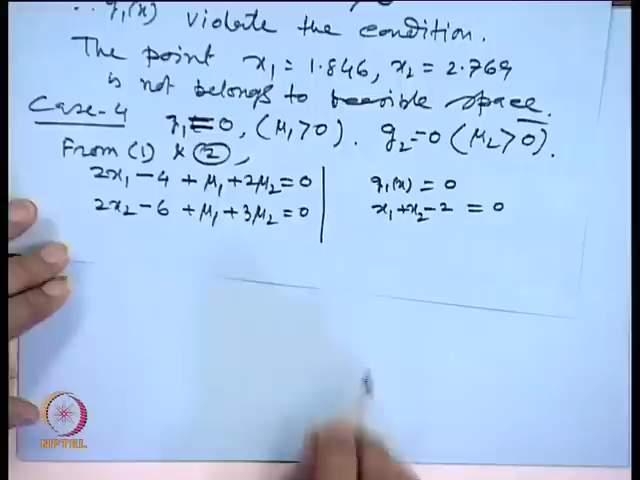 ∴ g₁(x) violate the condition.
The point x₁ = 1.846, x₂ = 2.769
is not belongs to feasible space.
Case-4 g₁=0, (μ₁>0). g₂=0 (μ₂>0).
From (1) & (2),
2x₁-4+μ₁+2μ₂=0
2x₂-6+μ₁+3μ₂=0
g₁(x) = 0
x₁+x₂-2 = 0
NPTEL